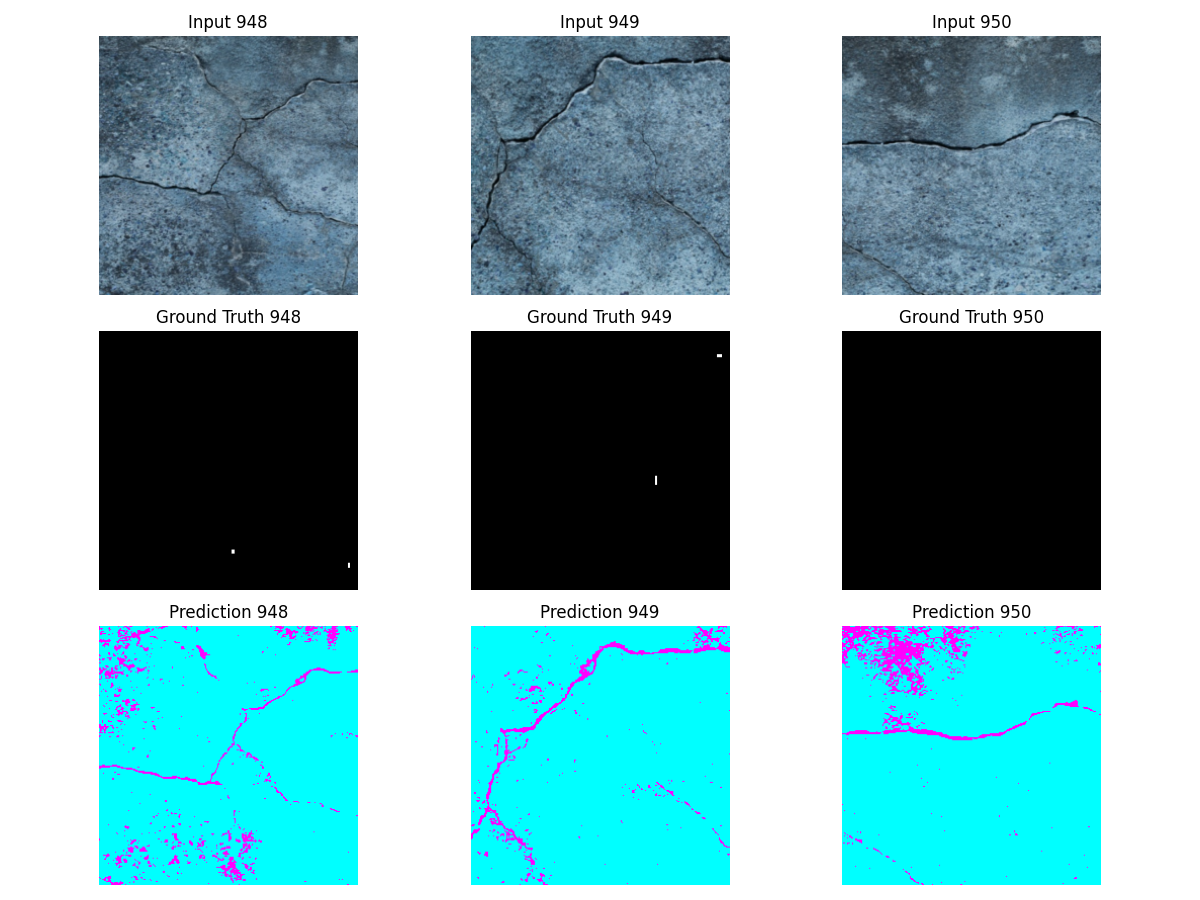 Input 948
Input 949
Input 950
Ground Truth 948
Ground Truth 949
Ground Truth 950
Prediction 948
Prediction 949
Prediction 950